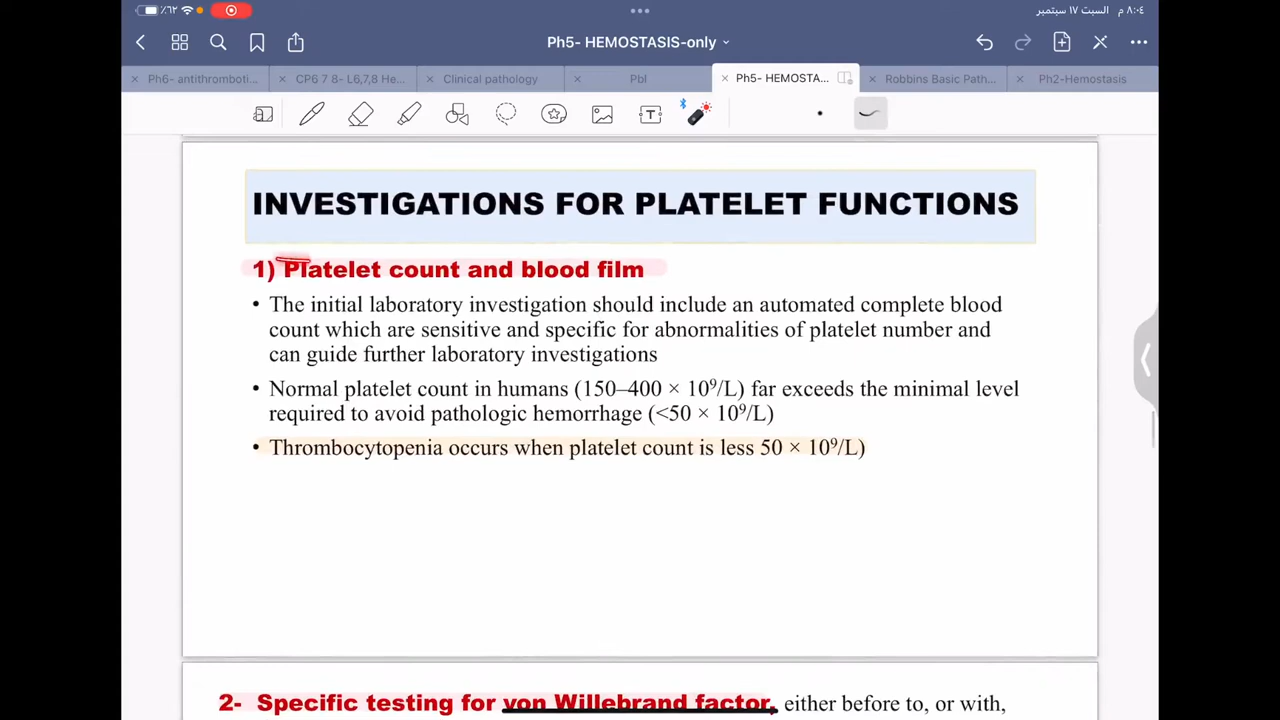 ٪٦٢
السبت ١٧ سبتمبر ٨:٠٤ م
Ph5- HEMOSTASIS-only
Ph6- antithromboti...
CP6 7 8- L6,7,8 He...
Clinical pathology
Pbl
Ph5- HEMOSTA...
Robbins Basic Path...
Ph2-Hemostasis
INVESTIGATIONS FOR PLATELET FUNCTIONS
1) Platelet count and blood film
• The initial laboratory investigation should include an automated complete blood
count which are sensitive and specific for abnormalities of platelet number and
can guide further laboratory investigations
• Normal platelet count in humans (150–400 × 10⁹/L) far exceeds the minimal level
required to avoid pathologic hemorrhage (<50 × 10⁹/L)
• Thrombocytopenia occurs when platelet count is less 50 × 10⁹/L)
2- Specific testing for von Willebrand factor, either before to, or with,